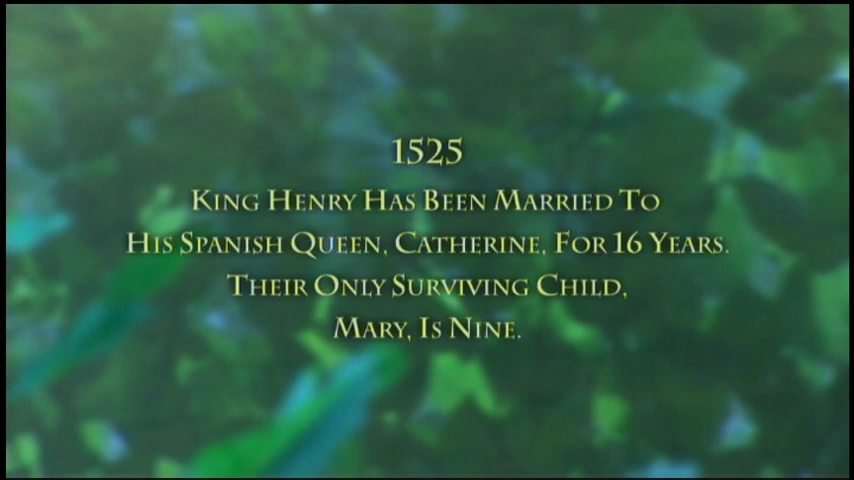 1525
King Henry Has Been Married To
His Spanish Queen, Catherine, For 16 Years.
Their Only Surviving Child,
Mary, Is Nine.